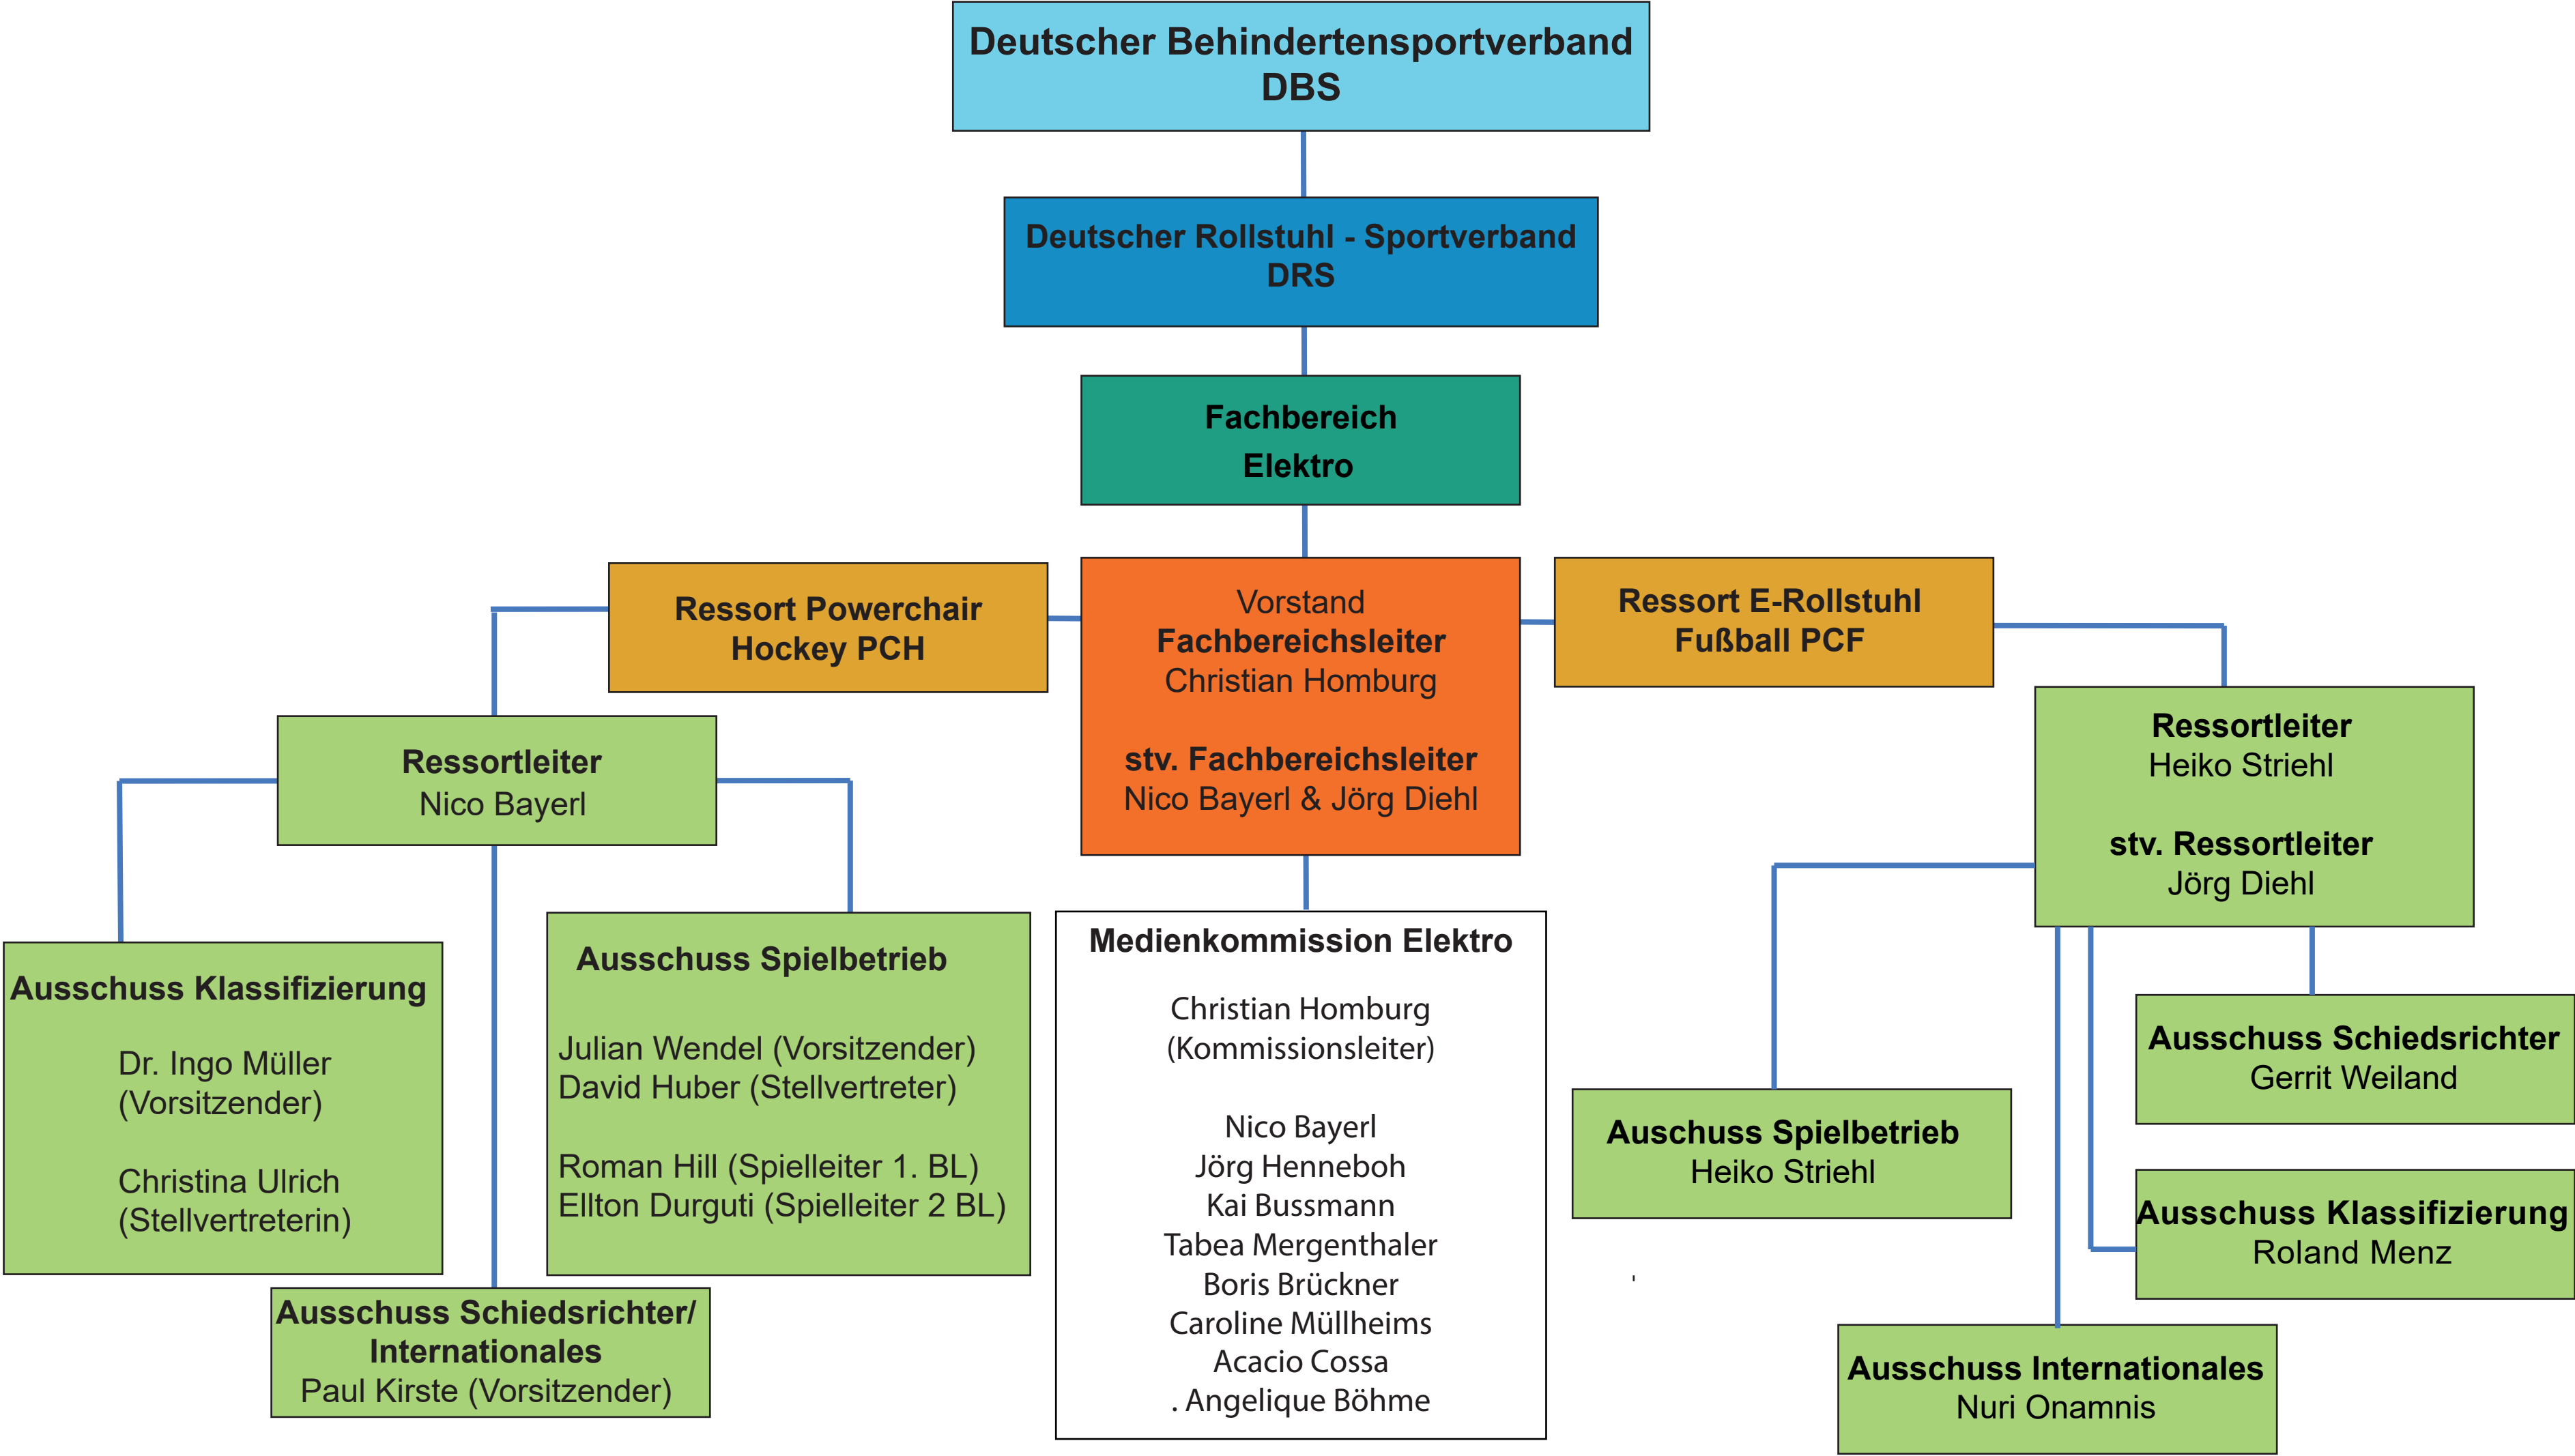 Deutscher Behindertensportverband
DBS
Deutscher Rollstuhl - Sportverband
DRS
Fachbereich
Elektro
Ressort Powerchair
Hockey PCH
Vorstand
Fachbereichsleiter
Christian Homburg
stv. Fachbereichsleiter
Nico Bayerl & Jörg Diehl
Ressort E-Rollstuhl
Fußball PCF
Ressortleiter
Nico Bayerl
Ressortleiter
Heiko Striehl
stv. Ressortleiter
Jörg Diehl
Ausschuss Klassifizierung
Dr. Ingo Müller
(Vorsitzender)
Christina Ulrich
(Stellvertreterin)
Ausschuss Spielbetrieb
Julian Wendel (Vorsitzender)
David Huber (Stellvertreter)
Roman Hill (Spielleiter 1. BL)
Ellton Durguti (Spielleiter 2 BL)
Ausschuss Schiedsrichter/
Internationales
Paul Kirste (Vorsitzender)
Medienkommission Elektro
Christian Homburg
(Kommissionsleiter)
Nico Bayerl
Jörg Henneboh
Kai Bussmann
Tabea Mergenthaler
Boris Brückner
Caroline Müllheims
Acacio Cossa
. Angelique Böhme
Auschuss Spielbetrieb
Heiko Striehl
Ausschuss Schiedsrichter
Gerrit Weiland
Ausschuss Klassifizierung
Roland Menz
Ausschuss Internationales
Nuri Onamnis